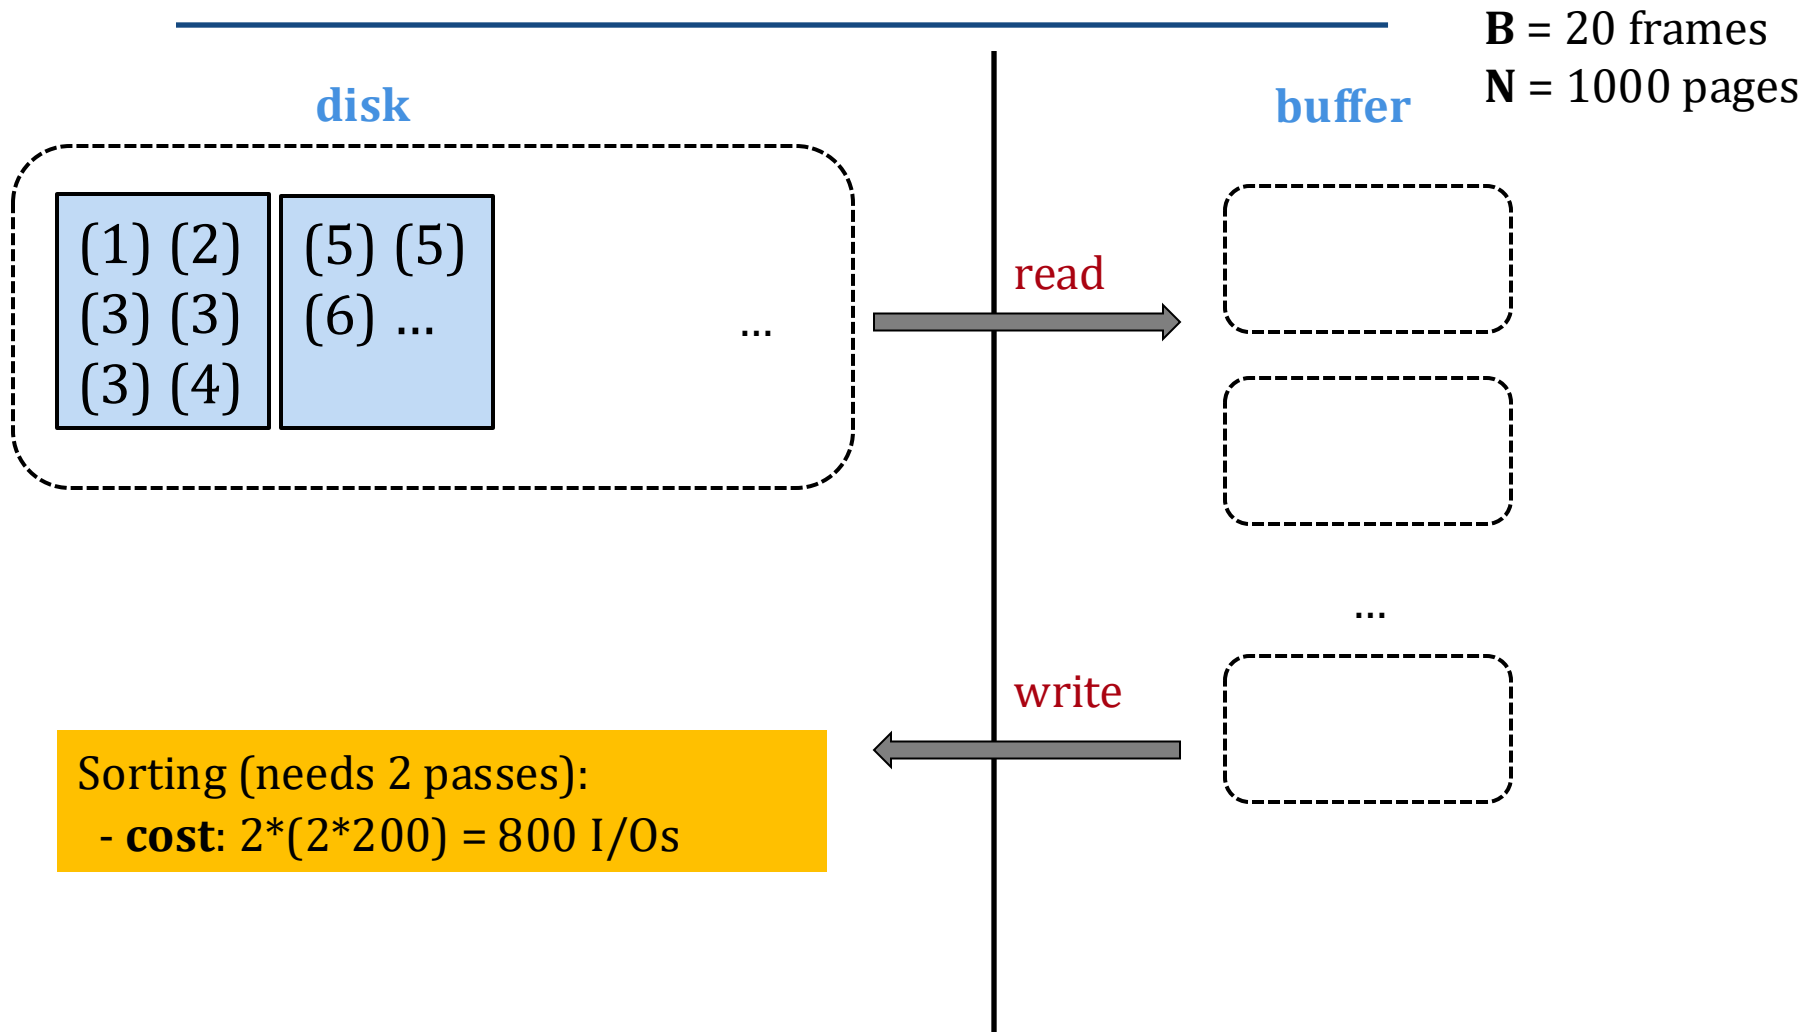 B = 20 frames
N = 1000 pages
disk
buffer
(1) (2)
(3) (3)
(3) (4)
(5) (5)
(6) ...
...
read
...
write
Sorting (needs 2 passes):
- cost: 2*(2*200) = 800 I/Os